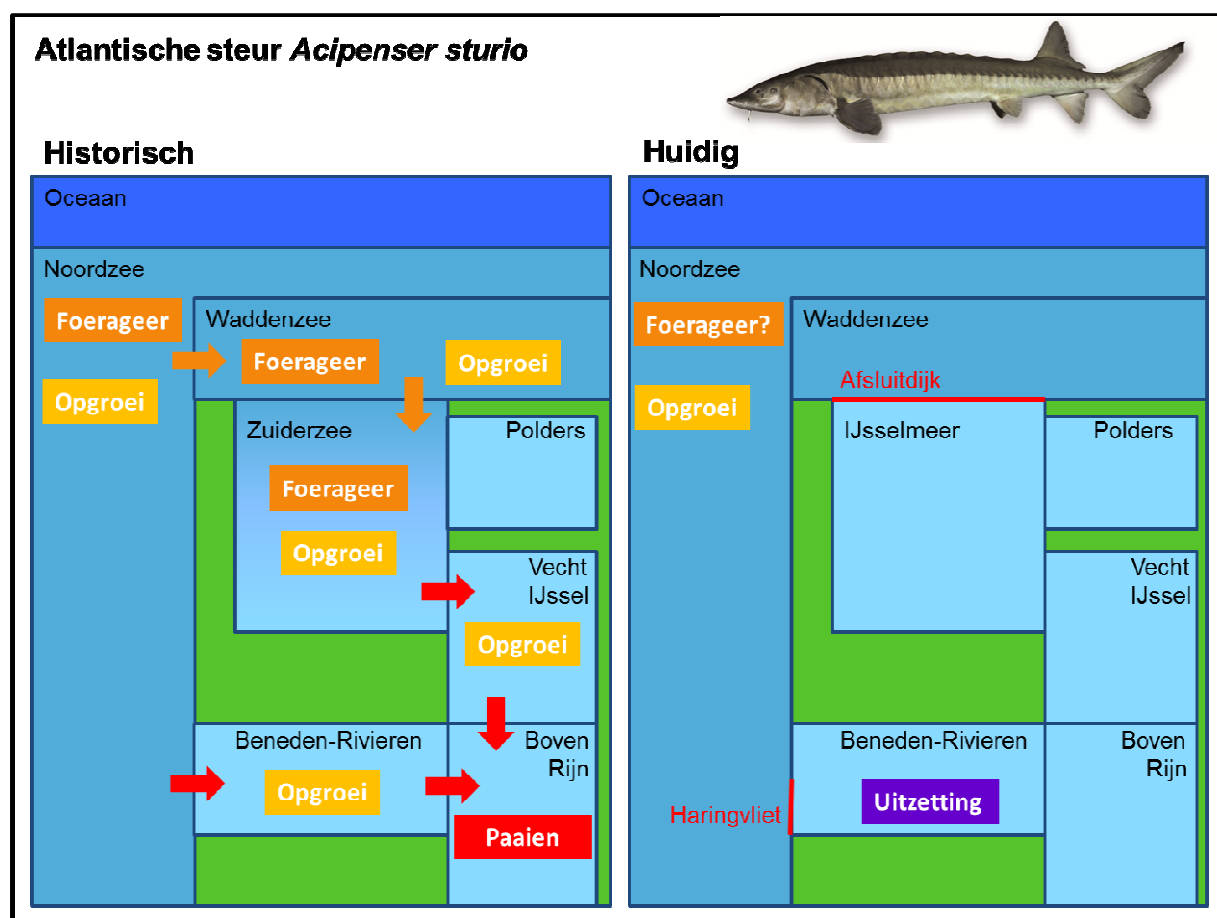 Atlantische steur Acipenser sturio
Historisch
Oceaan
Noordzee
Foerageer
Waddenzee
Foerageer
Opgroei
Opgroei
Zuiderzee
Polders
Foerageer
Opgroei
Vecht
IJssel
Opgroei
Beneden-Rivieren
Boven
Rijn
Opgroei
Paaien
Huidig
Oceaan
Noordzee
Foerageer?
Waddenzee
Afsluitdijk
Opgroei
IJsselmeer
Polders
Vecht
IJssel
Beneden-Rivieren
Boven
Rijn
Haringvliet
Uitzetting